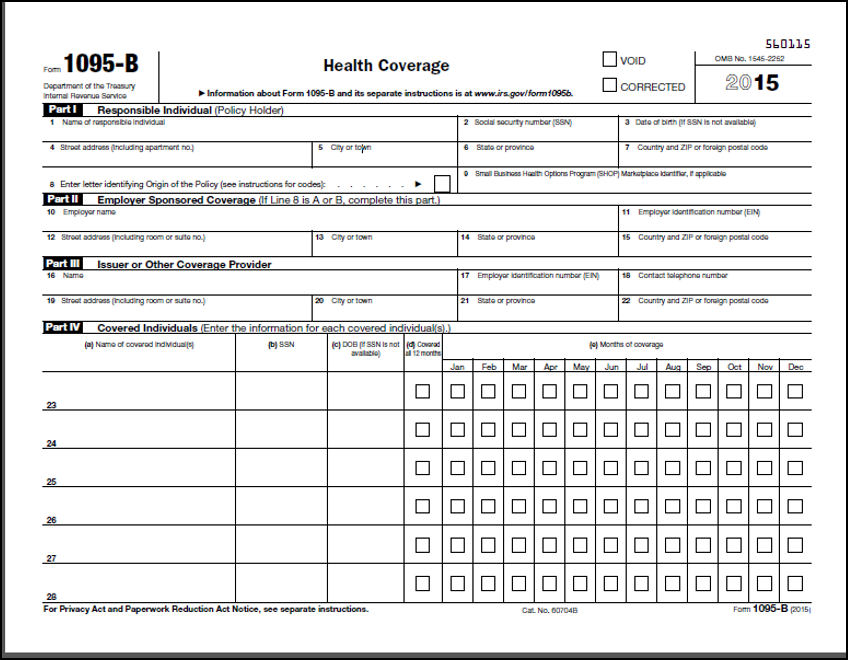 560115
Form 1095-B
Department of the Treasury
Internal Revenue Service
Health Coverage
▶ Information about Form 1095-B and its separate instructions is at www.irs.gov/form1095b.
VOID
CORRECTED
OMB No. 1545-2252
2015
Part I Responsible Individual (Policy Holder)
1 Name of responsible individual
2 Social security number (SSN)
3 Date of birth (if SSN is not available)
4 Street address (including apartment no.)
5 City or town
6 State or province
7 Country and ZIP or foreign postal code
8 Enter letter identifying Origin of the Policy (see instructions for codes): . . . . . . ▶
9 Small Business Health Options Program (SHOP) Marketplace identifier, if applicable
Part II Employer Sponsored Coverage (If Line 8 is A or B, complete this part.)
10 Employer name
11 Employer identification number (EIN)
12 Street address (including room or suite no.)
13 City or town
14 State or province
15 Country and ZIP or foreign postal code
Part III Issuer or Other Coverage Provider
16 Name
17 Employer identification number (EIN)
18 Contact telephone number
19 Street address (including room or suite no.)
20 City or town
21 State or province
22 Country and ZIP or foreign postal code
Part IV Covered Individuals (Enter the information for each covered individual(s).)
(a) Name of covered individual(s)
(b) SSN
(c) DOB (if SSN is not
available)
(d) Covered
all 12 months
(e) Months of coverage
Jan Feb Mar Apr May Jun Jul Aug Sep Oct Nov Dec
23
24
25
26
27
28
For Privacy Act and Paperwork Reduction Act Notice, see separate instructions.
Cat. No. 60704B
Form 1095-B (2015)